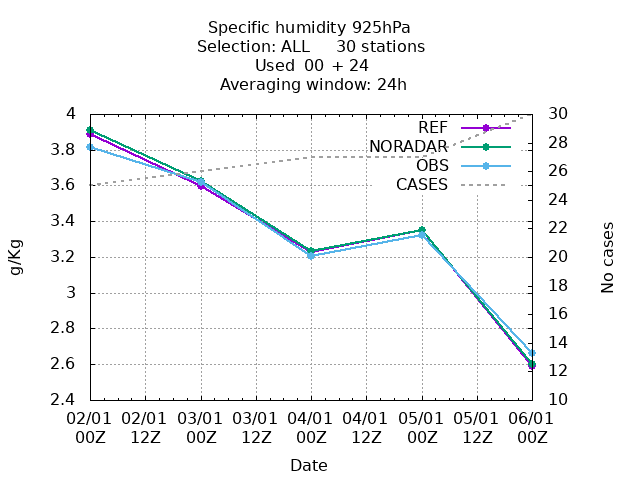 Specific humidity 925hPa
Selection: ALL 30 stations
Used 00 + 24
Averaging window: 24h
4
3.8
3.6
3.4
3.2
3
2.8
2.6
2.4
g/Kg
30
28
26
24
22
20
18
16
14
12
10
No cases
REF
NORADAR
OBS
CASES
02/01 02/01 03/01 03/01 04/01 04/01 05/01 05/01 06/01
00Z 12Z 00Z 12Z 00Z 12Z 00Z 12Z 00Z
Date